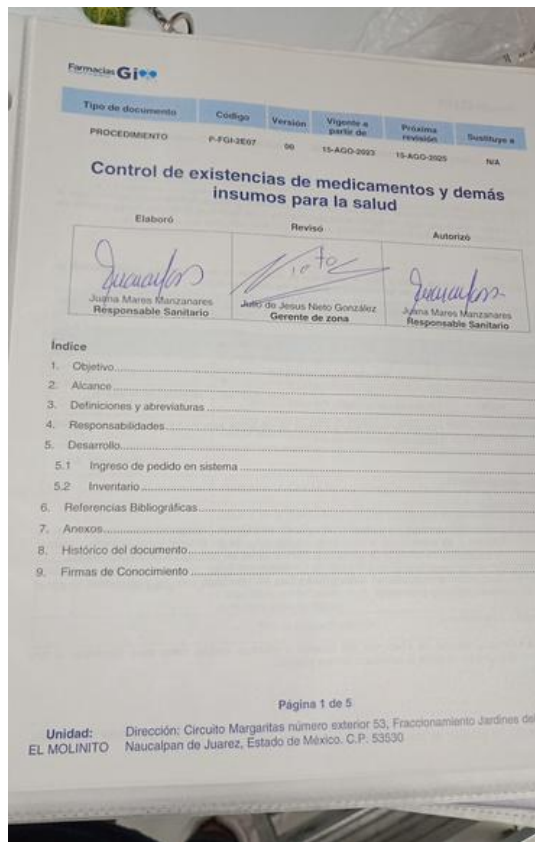 Farmacias Gi
Tipo de documento Código Versión Vigente a partir de Próxima revisión Sustituye a
PROCEDIMIENTO P-FGI-2E07 00 15-AGO-2023 15-AGO-2025 N/A
Control de existencias de medicamentos y demás
insumos para la salud
Elaboró Revisó Autorizó
Juana Mares Manzanares Julio de Jesus Nieto González Juana Mares Manzanares
Responsable Sanitario Gerente de zona Responsable Sanitario
Índice
1. Objetivo
2. Alcance
3. Definiciones y abreviaturas
4. Responsabilidades
5. Desarrollo
5.1 Ingreso de pedido en sistema
5.2 Inventario
6. Referencias Bibliográficas
7. Anexos
8. Histórico del documento
9. Firmas de Conocimiento
Página 1 de 5
Unidad: Dirección: Circuito Margaritas número exterior 53, Fraccionamiento Jardines del
EL MOLINITO Naucalpan de Juarez, Estado de México. C.P. 53530